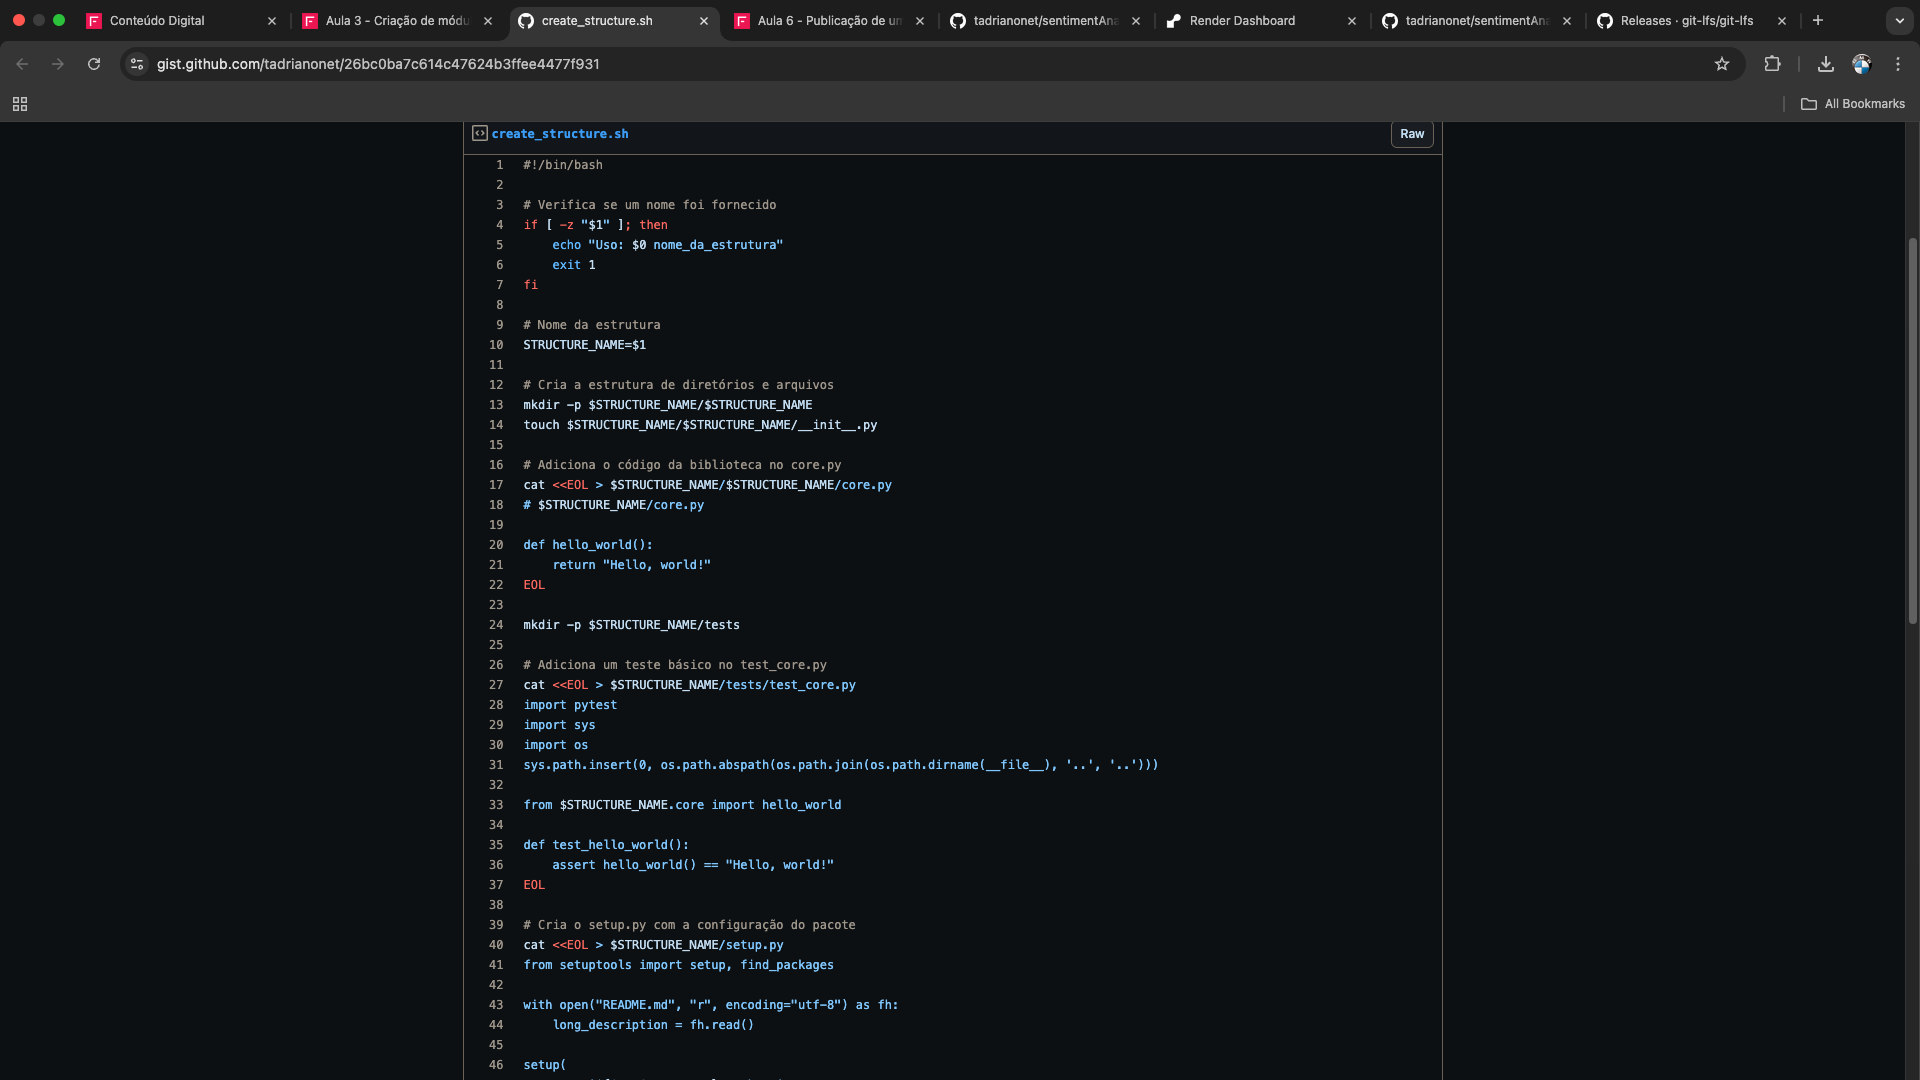 Conteúdo Digital
Aula 3 - Criação de módu
create_structure.sh
Aula 6 - Publicação de un
tadrianonet/sentimentAna
Render Dashboard
tadrianonet/sentimentAna
Releases · git-lfs/git-lfs
gist.github.com/tadrianonet/26bc0ba7c614c47624b3ffee4477f931
All Bookmarks
create_structure.sh
Raw
1 #!/bin/bash
2
3 # Verifica se um nome foi fornecido
4 if [ -z "$1" ]; then
5     echo "Uso: $0 nome_da_estrutura"
6     exit 1
7 fi
8
9 # Nome da estrutura
10 STRUCTURE_NAME=$1
11
12 # Cria a estrutura de diretórios e arquivos
13 mkdir -p $STRUCTURE_NAME/$STRUCTURE_NAME
14 touch $STRUCTURE_NAME/$STRUCTURE_NAME/__init__.py
15
16 # Adiciona o código da biblioteca no core.py
17 cat <<EOL > $STRUCTURE_NAME/$STRUCTURE_NAME/core.py
18 # $STRUCTURE_NAME/core.py
19
20 def hello_world():
21     return "Hello, world!"
22 EOL
23
24 mkdir -p $STRUCTURE_NAME/tests
25
26 # Adiciona um teste básico no test_core.py
27 cat <<EOL > $STRUCTURE_NAME/tests/test_core.py
28 import pytest
29 import sys
30 import os
31 sys.path.insert(0, os.path.abspath(os.path.join(os.path.dirname(__file__), '..', '..')))
32
33 from $STRUCTURE_NAME.core import hello_world
34
35 def test_hello_world():
36     assert hello_world() == "Hello, world!"
37 EOL
38
39 # Cria o setup.py com a configuração do pacote
40 cat <<EOL > $STRUCTURE_NAME/setup.py
41 from setuptools import setup, find_packages
42
43 with open("README.md", "r", encoding="utf-8") as fh:
44     long_description = fh.read()
45
46 setup(